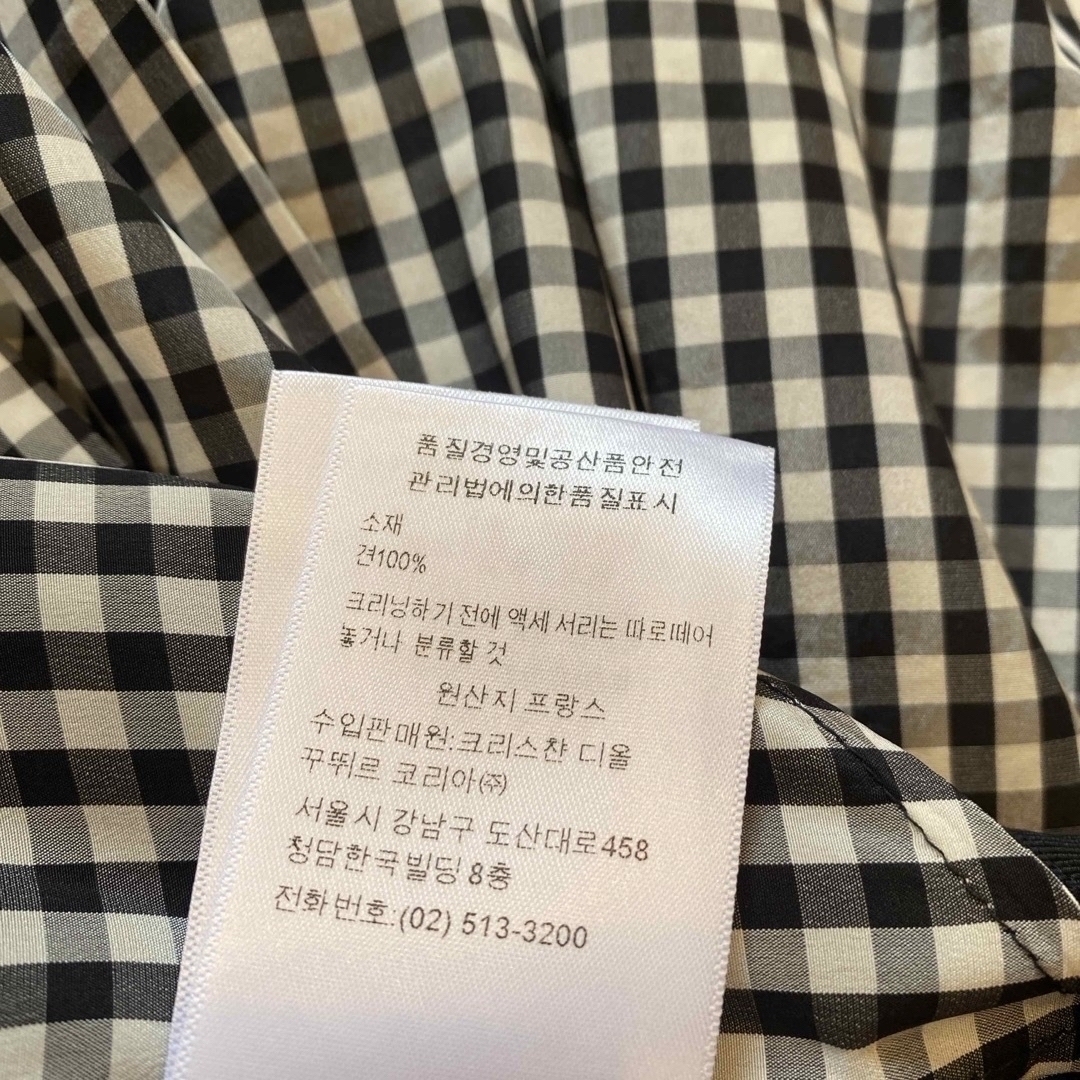 품질경영및공산품안전
관리법에의한품질표시
소재
견100%
크리닝하기 전에 액세서리는 따로떼어
놓거나 분류할 것
원산지 프랑스
수입판매원:크리스챤 디올
꾸뛰르 코리아㈜
서울시 강남구 도산대로458
청담한국빌딩 8층
전화번호:(02) 513-3200